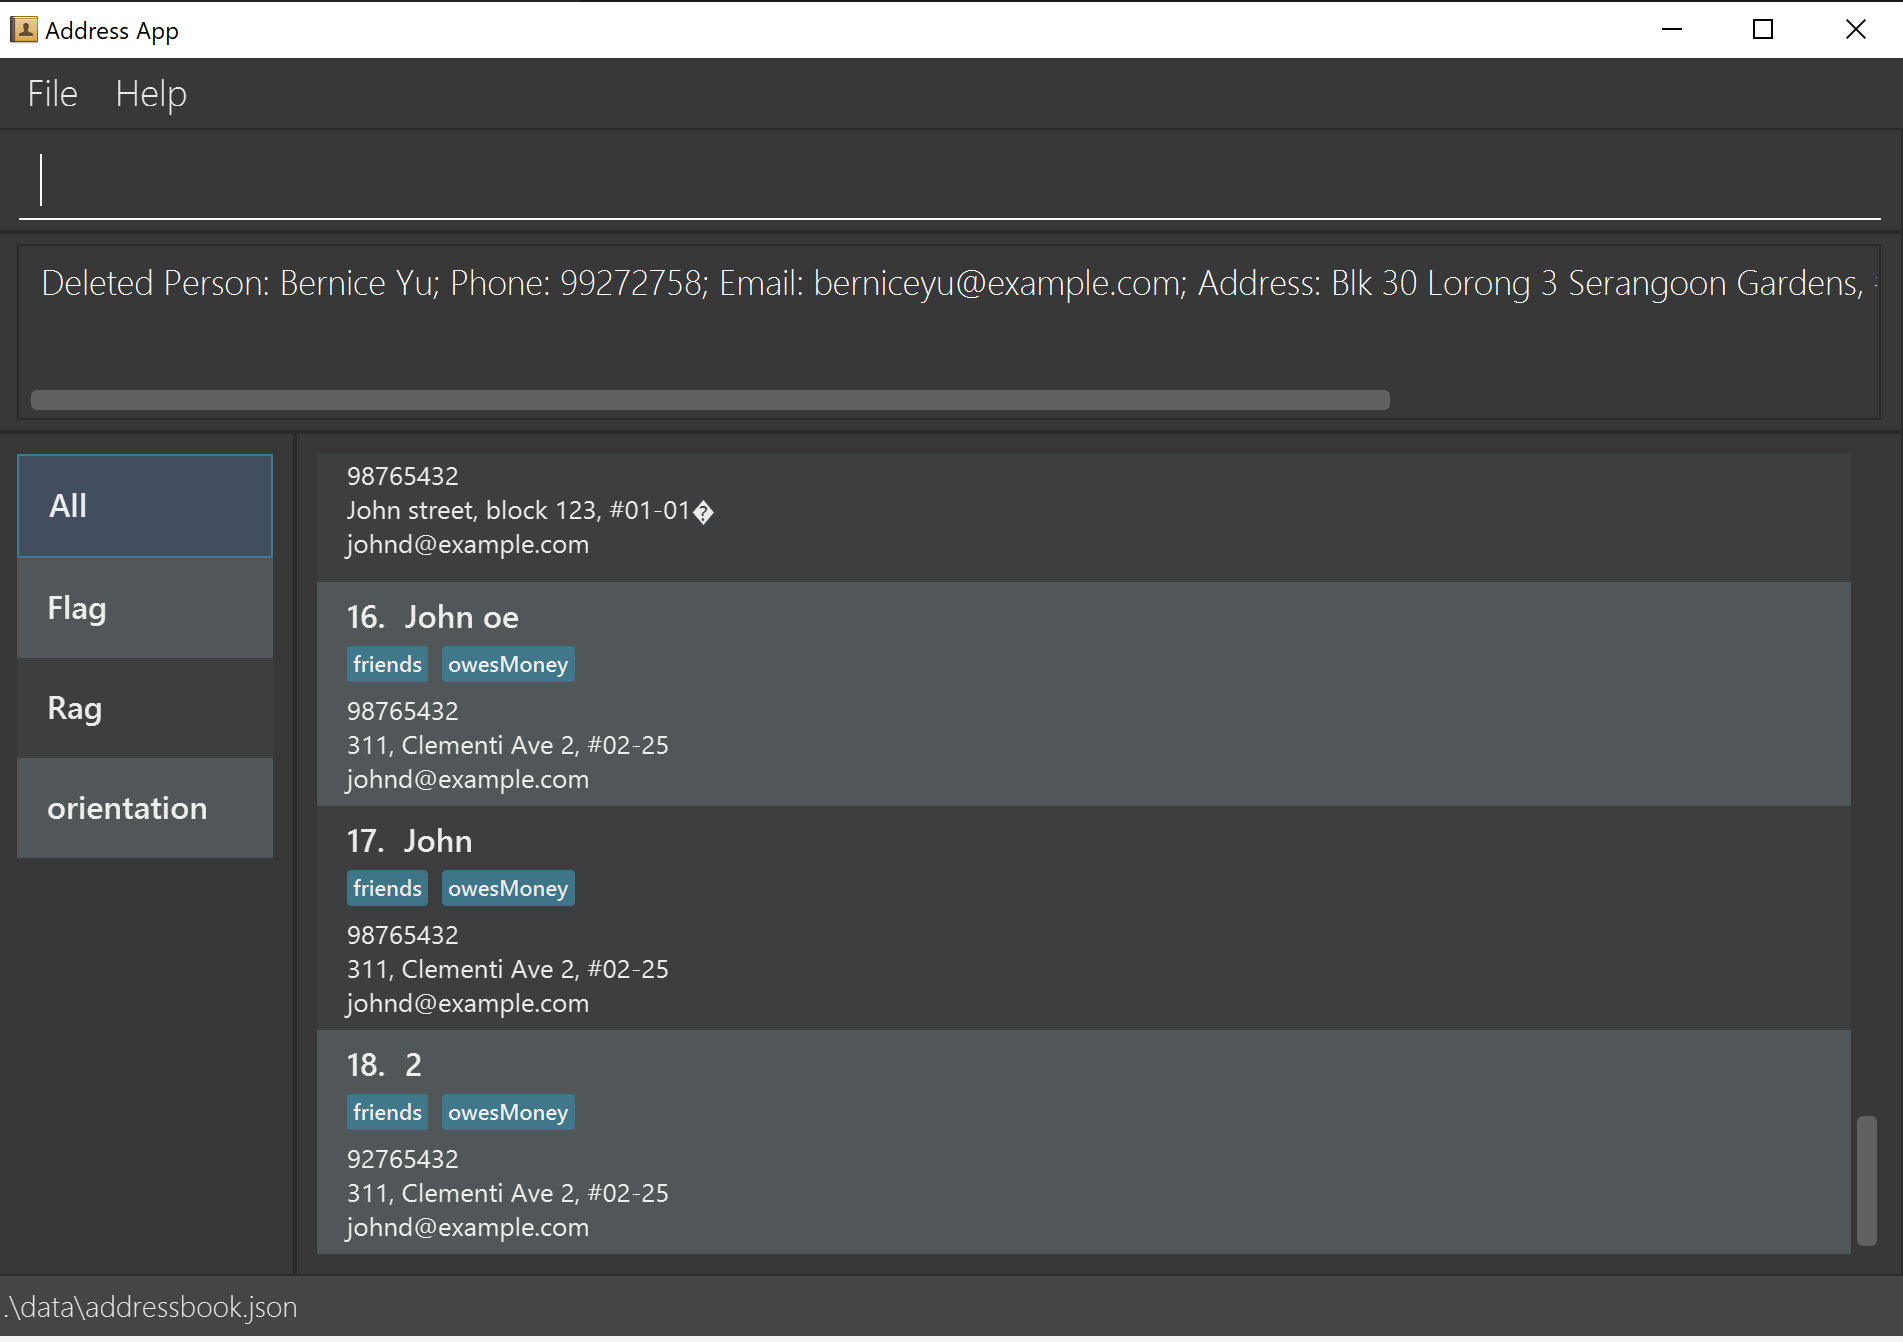 Address App
File Help
Deleted Person: Bernice Yu; Phone: 99272758; Email: berniceyu@example.com; Address: Blk 30 Lorong 3 Serangoon Gardens,
All
Flag
Rag
orientation
98765432
John street, block 123, #01-01�
johnd@example.com
16. John oe
friends owesMoney
98765432
311, Clementi Ave 2, #02-25
johnd@example.com
17. John
friends owesMoney
98765432
311, Clementi Ave 2, #02-25
johnd@example.com
18. 2
friends owesMoney
92765432
311, Clementi Ave 2, #02-25
johnd@example.com
.\data\addressbook.json